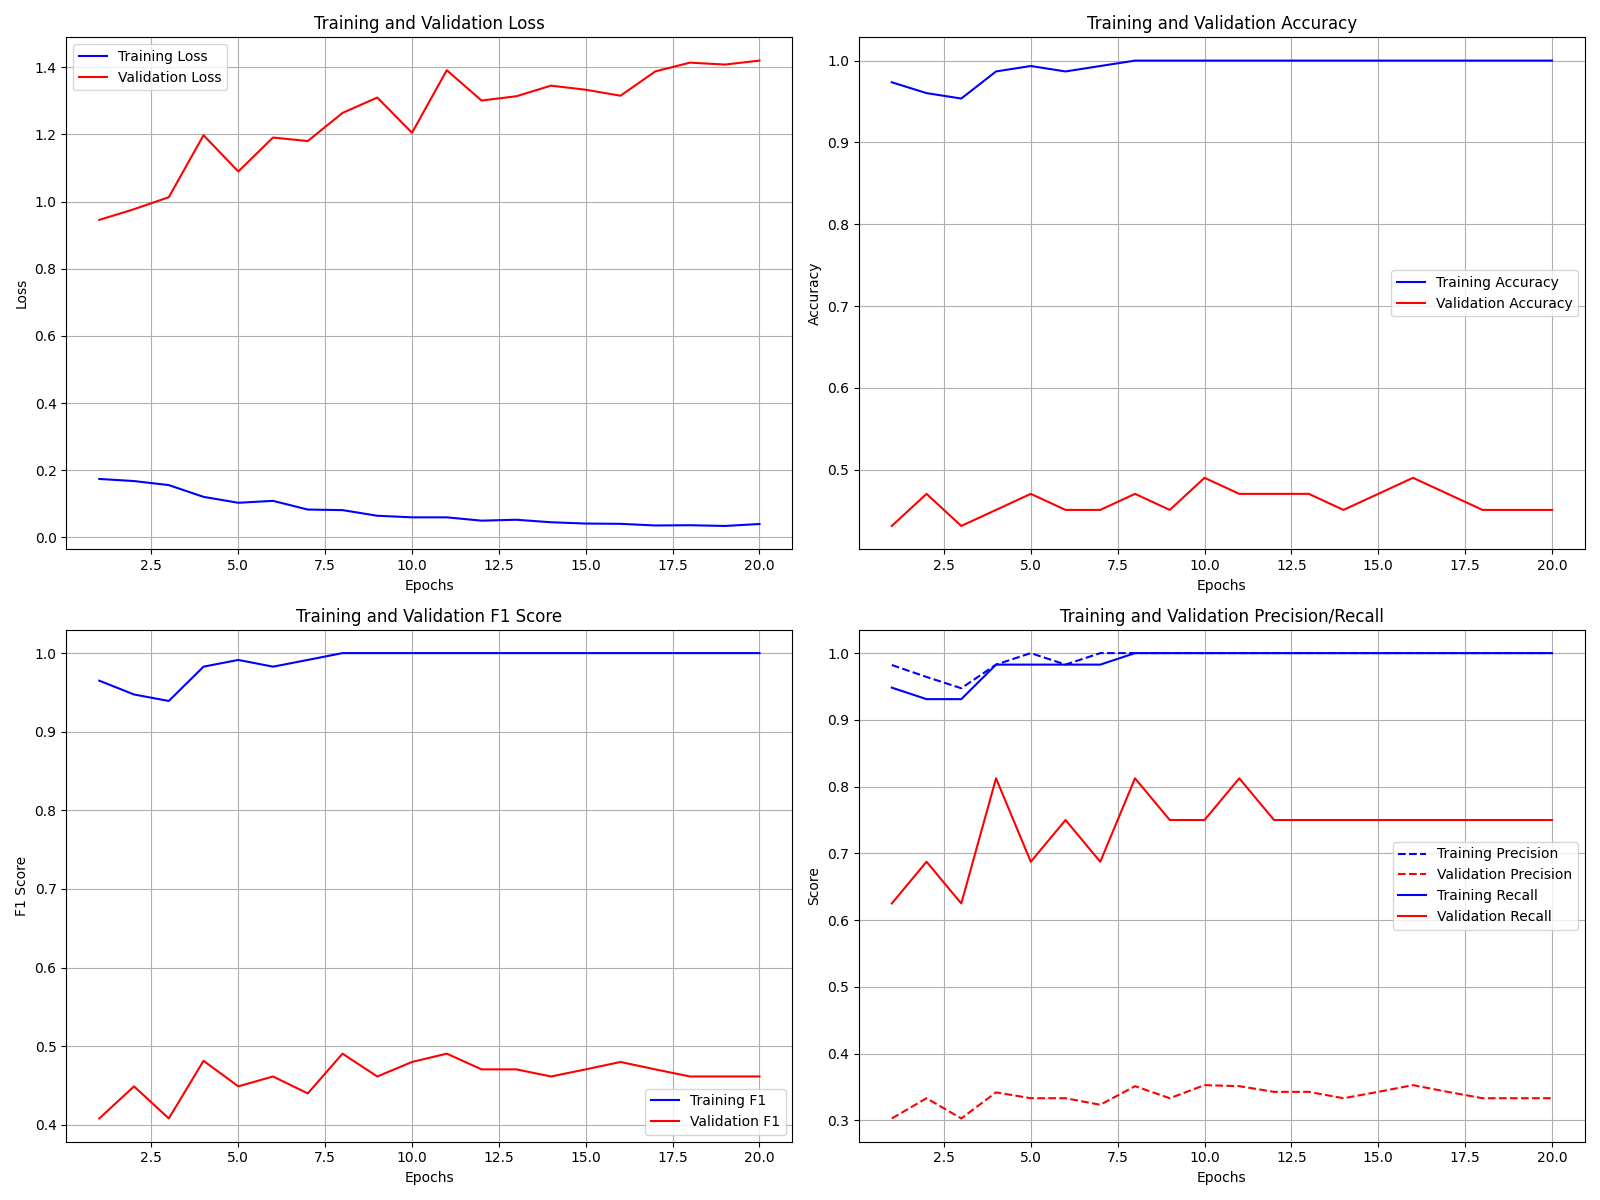 Training and Validation Loss
Training Loss
Validation Loss
Loss
1.4
1.2
1.0
0.8
0.6
0.4
0.2
0.0
2.5 5.0 7.5 10.0 12.5 15.0 17.5 20.0
Epochs
Training and Validation Accuracy
Training Accuracy
Validation Accuracy
Accuracy
1.0
0.9
0.8
0.7
0.6
0.5
2.5 5.0 7.5 10.0 12.5 15.0 17.5 20.0
Epochs
Training and Validation F1 Score
Training F1
Validation F1
F1 Score
1.0
0.9
0.8
0.7
0.6
0.5
0.4
2.5 5.0 7.5 10.0 12.5 15.0 17.5 20.0
Epochs
Training and Validation Precision/Recall
Training Precision
Validation Precision
Training Recall
Validation Recall
Score
1.0
0.9
0.8
0.7
0.6
0.5
0.4
0.3
2.5 5.0 7.5 10.0 12.5 15.0 17.5 20.0
Epochs